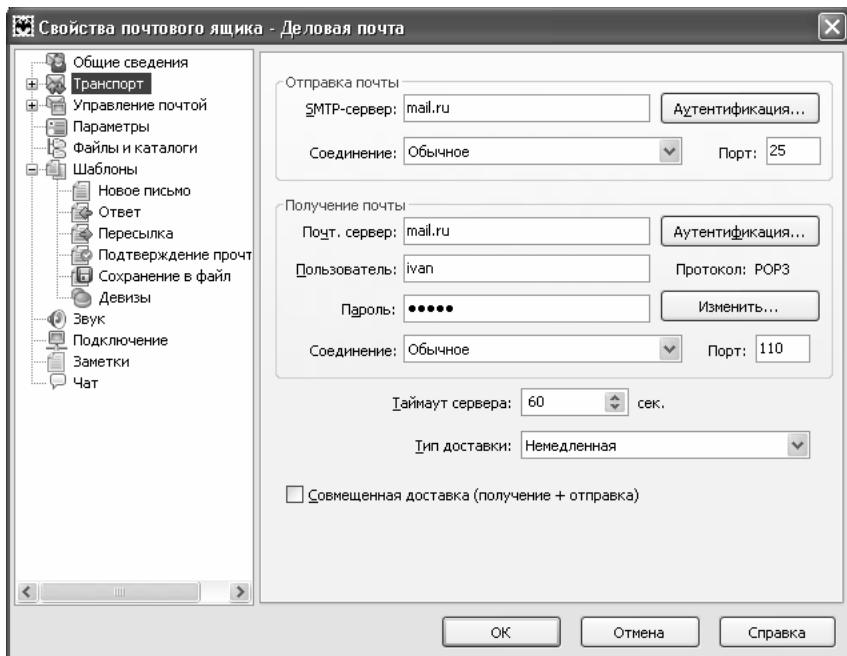 Свойства почтового ящика - Деловая почта
Общие сведения
Транспорт
Управление почтой
Параметры
Файлы и каталоги
Шаблоны
Новое письмо
Ответ
Пересылка
Подтверждение прочт
Сохранение в файл
Девизы
Звук
Подключение
Заметки
Чат
Отправка почты
SMTP-сервер: mail.ru Аутентификация...
Соединение: Обычное Порт: 25
Получение почты
Почт. сервер: mail.ru Аутентификация...
Пользователь: ivan Протокол: POP3
Пароль: ●●●●● Изменить...
Соединение: Обычное Порт: 110
Таймаут сервера: 60 сек.
Тип доставки: Немедленная
Совмещенная доставка (получение + отправка)
OK Отмена Справка